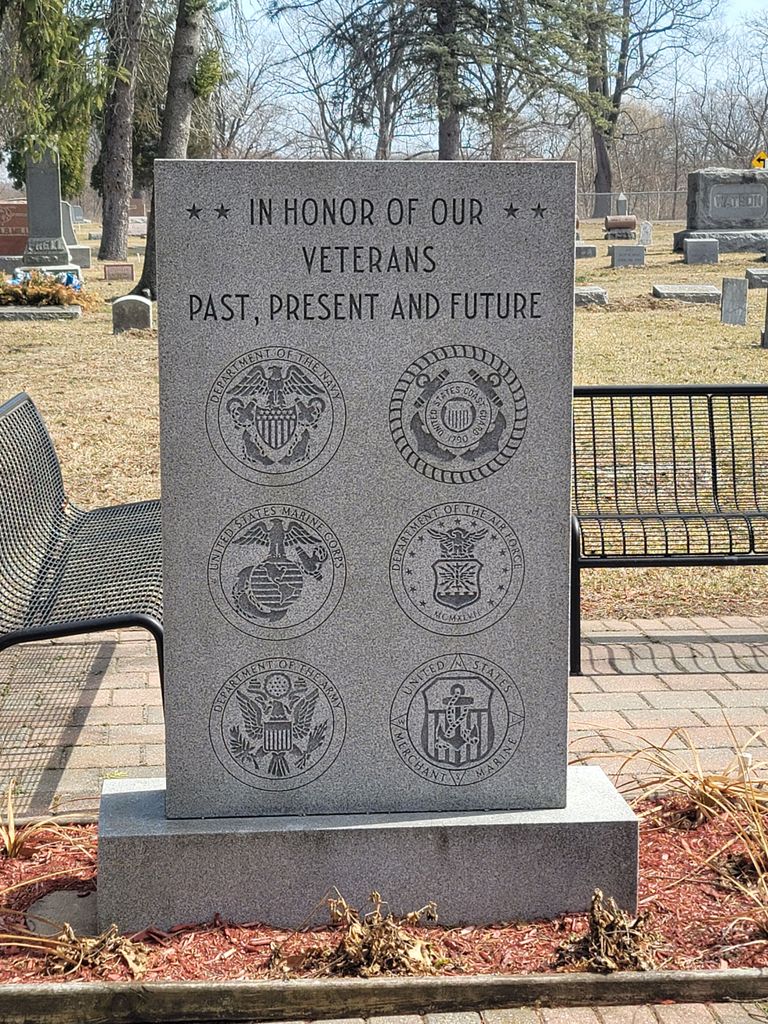 IN HONOR OF OUR
VETERANS
PAST, PRESENT AND FUTURE
DEPARTMENT OF THE NAVY
UNITED STATES COAST GUARD
1790
UNITED STATES MARINE CORPS
DEPARTMENT OF THE AIR FORCE
MCMXLVII
DEPARTMENT OF THE ARMY
UNITED STATES
MERCHANT MARINE
WATSON